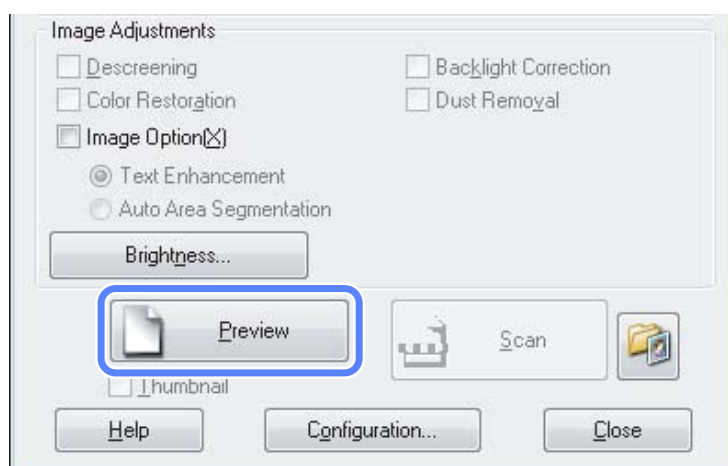 Image Adjustments
Descreening Backlight Correction
Color Restoration Dust Removal
Image Option(X)
Text Enhancement
Auto Area Segmentation
Brightness...
Preview Scan
Thumbnail
Help Configuration... Close